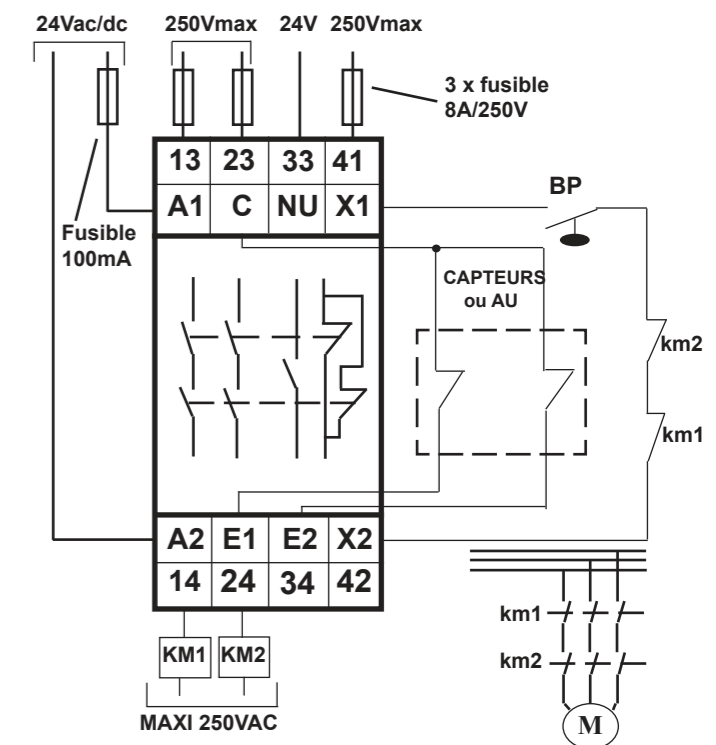 24Vac/dc 250Vmax 24V 250Vmax
3 x fusible
8A/250V
13 23 33 41
A1 C NU X1
BP
Fusible
100mA
CAPTEURS
ou AU
km2
km1
A2 E1 E2 X2
14 24 34 42
km1
KM1 KM2
km2
MAXI 250VAC
M